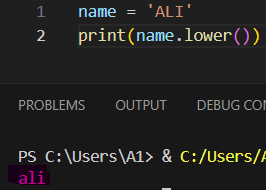 1 name = 'ALI'
2 print(name.lower())
PROBLEMS OUTPUT DEBUG CON
PS C:\Users\A1> & C:/Users/A
ali